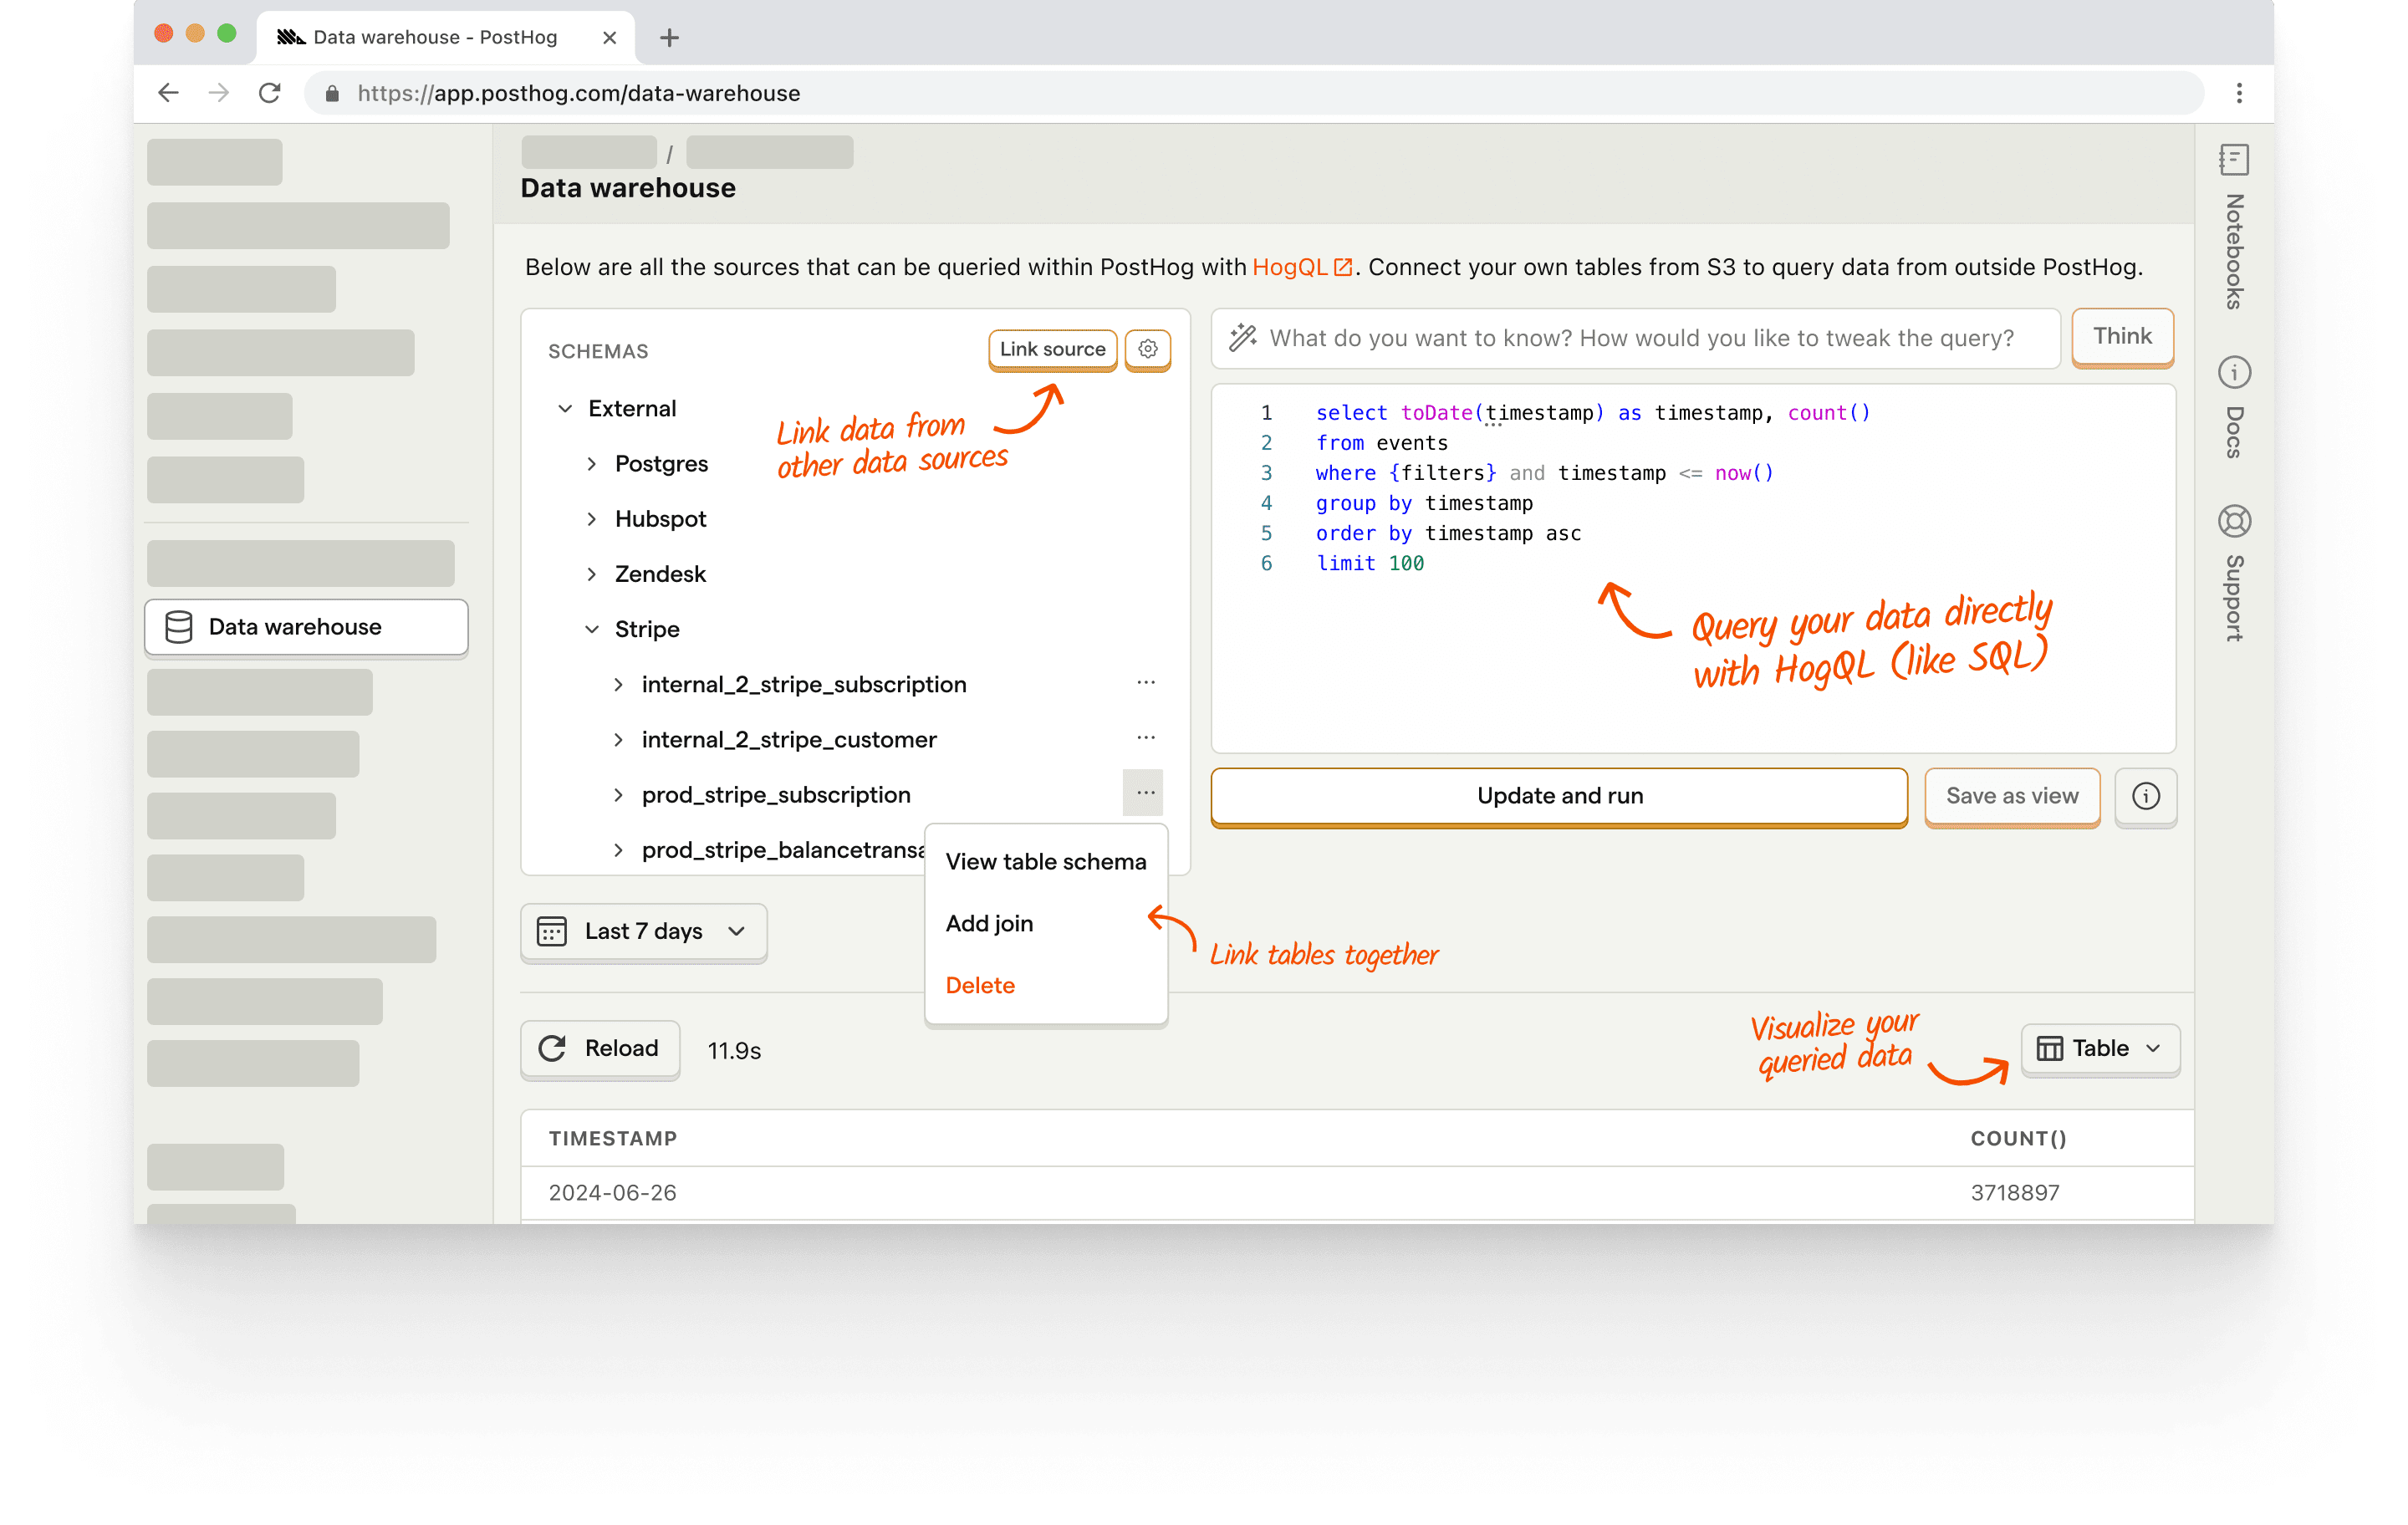 Data warehouse - PostHog
https://app.posthog.com/data-warehouse
/
Data warehouse
Below are all the sources that can be queried within PostHog with HogQL. Connect your own tables from S3 to query data from outside PostHog.
SCHEMAS
Link source
External
Postgres
Hubspot
Zendesk
Stripe
internal_2_stripe_subscription
internal_2_stripe_customer
prod_stripe_subscription
prod_stripe_balancetransa
Link data from
other data sources
View table schema
Add join
Delete
Link tables together
What do you want to know? How would you like to tweak the query?
Think
1 select toDate(timestamp) as timestamp, count()
2 from events
3 where {filters} and timestamp <= now()
4 group by timestamp
5 order by timestamp asc
6 limit 100
Query your data directly
with HogQL (like SQL)
Update and run
Save as view
Data warehouse
Last 7 days
Reload
11.9s
Visualize your
queried data
Table
TIMESTAMP COUNT()
2024-06-26 3718897
Notebooks
Docs
Support